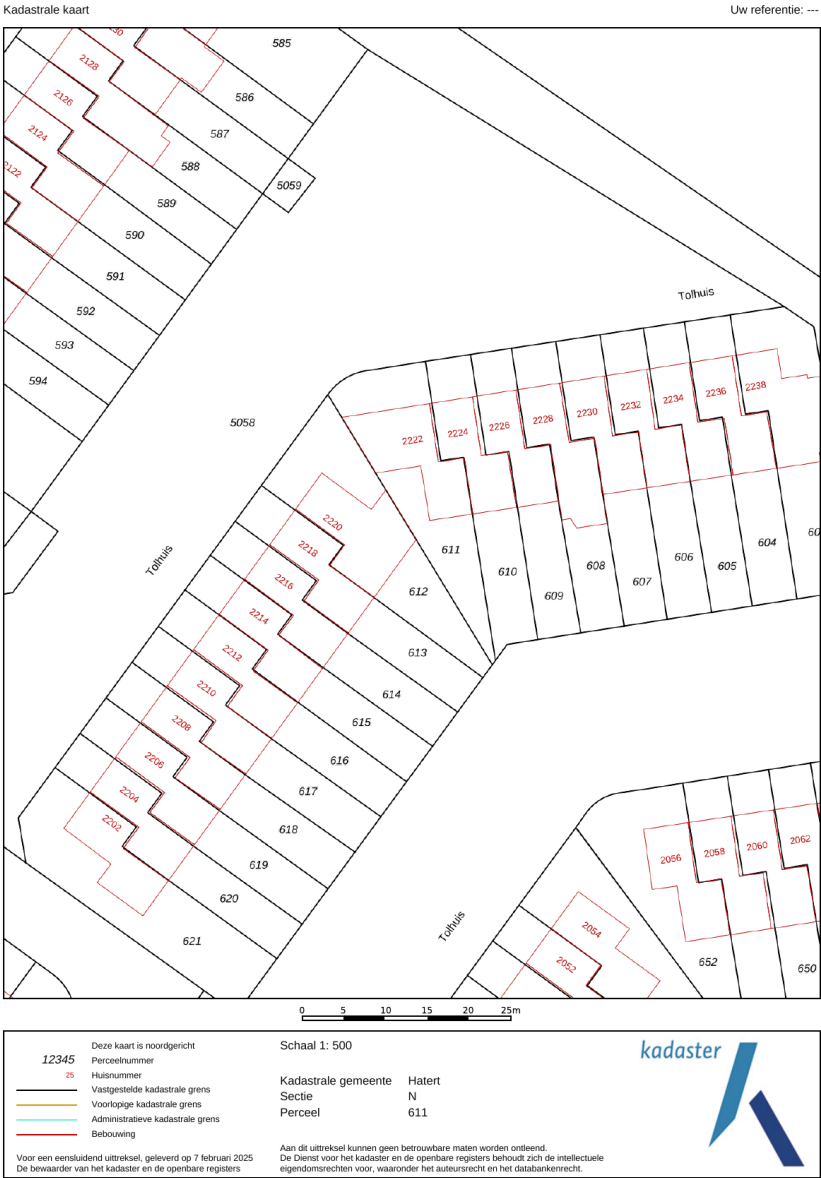 Kadastrale kaart
Uw referentie: ---
585
2128
586
2126
587
2124
588
5059
2122
589
590
591
Tolhuis
592
593
594
2238
2236
2234
2232
2230
2228
2226
2224
2222
5058
2220
2218
611
604
606
605
608
607
610
609
Tolhuis
2216
612
2214
613
2212
614
2210
615
2208
616
2206
617
2204
618
2202
619
620
621
2062
2060
2058
2056
Tolhuis
2054
2052
652
650
0 5 10 15 20 25m
Deze kaart is noordgericht
12345 Perceelnummer
25 Huisnummer
Vastgestelde kadastrale grens
Voorlopige kadastrale grens
Administratieve kadastrale grens
Bebouwing
Voor een eensluidend uittreksel, geleverd op 7 februari 2025
De bewaarder van het kadaster en de openbare registers
Schaal 1: 500
Kadastrale gemeente Hatert
Sectie N
Perceel 611
Aan dit uittreksel kunnen geen betrouwbare maten worden ontleend.
De Dienst voor het kadaster en de openbare registers behoudt zich de intellectuele
eigendomsrechten voor, waaronder het auteursrecht en het databankenrecht.
kadaster